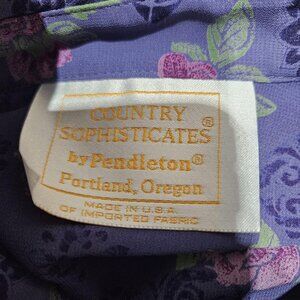 COUNTRY ®
SOPHISTICATES
by Pendleton®
Portland, Oregon
MADE IN U.S.A.
OF IMPORTED FABRIC